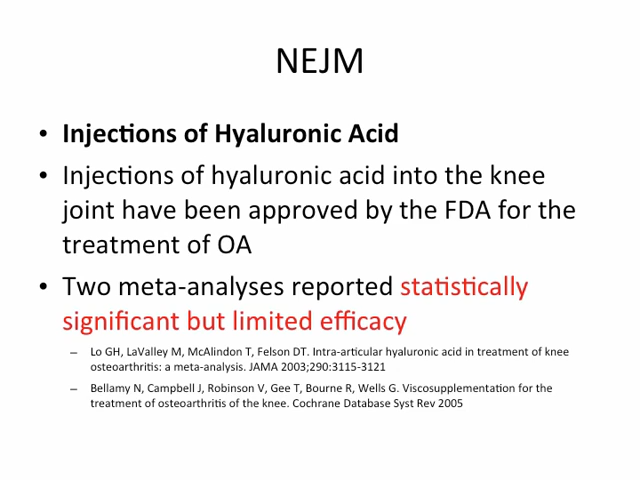 NEJM
• Injections of Hyaluronic Acid
• Injections of hyaluronic acid into the knee
joint have been approved by the FDA for the
treatment of OA
• Two meta-analyses reported statistically
significant but limited efficacy
– Lo GH, LaValley M, McAlindon T, Felson DT. Intra-articular hyaluronic acid in treatment of knee
osteoarthritis: a meta-analysis. JAMA 2003;290:3115-3121
– Bellamy N, Campbell J, Robinson V, Gee T, Bourne R, Wells G. Viscosupplementation for the
treatment of osteoarthritis of the knee. Cochrane Database Syst Rev 2005